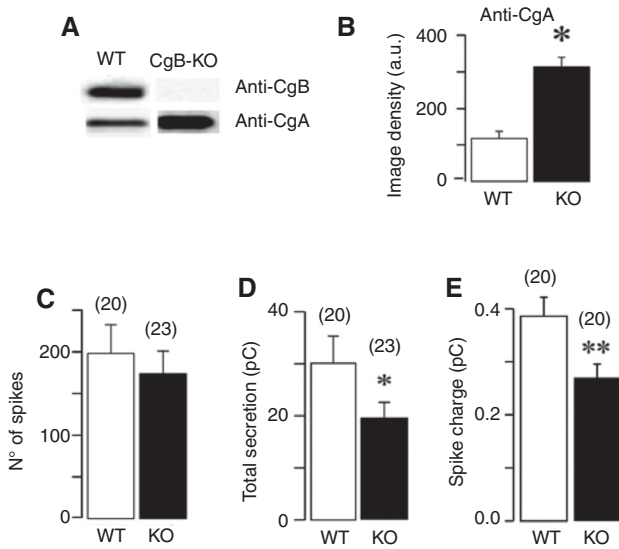 A
WT CgB-KO
Anti-CgB
Anti-CgA
B
Anti-CgA
*
Image density (a.u.)
400
200
0
WT KO
C
(20)
(23)
N° of spikes
200
100
0
WT KO
D
(20)
(23)
*
Total secretion (pC)
40
20
0
WT KO
E
(20)
(20)
**
Spike charge (pC)
0.4
0.2
0.0
WT KO